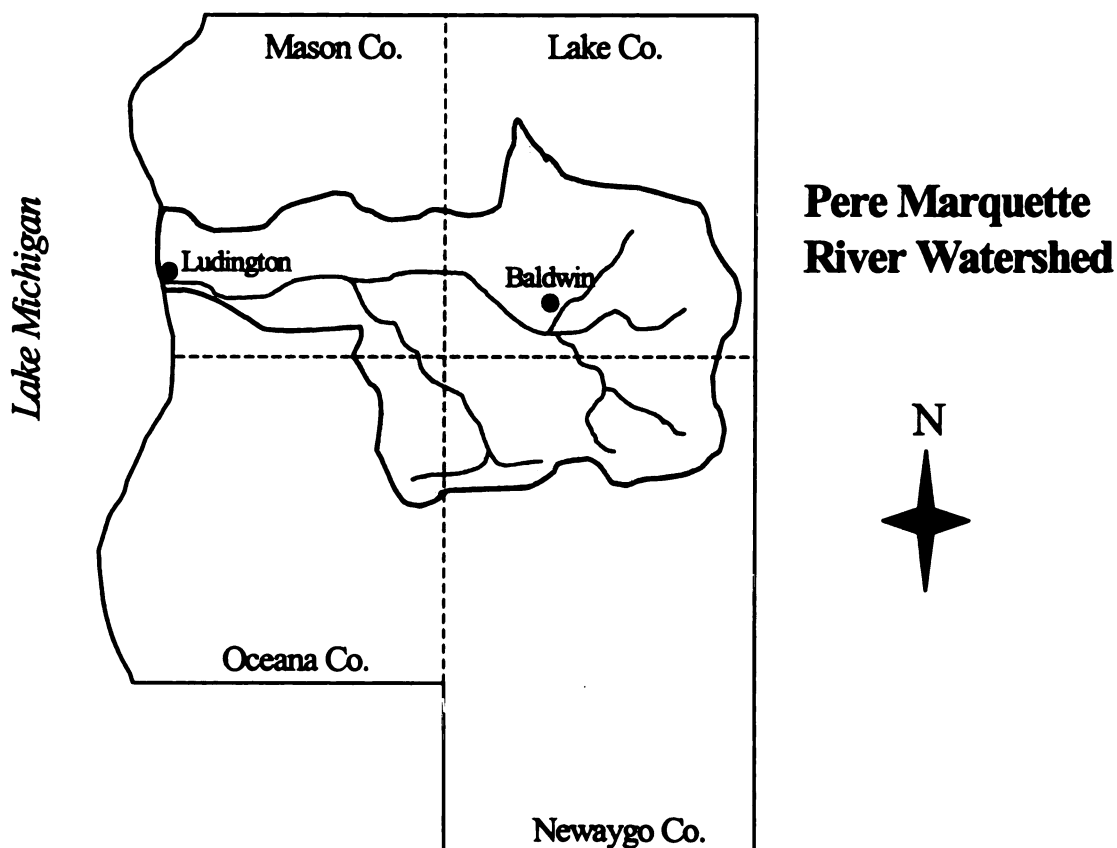 Mason Co.
Lake Co.
Lake Michigan
Pere Marquette
River Watershed
Ludington
Baldwin
N
Oceana Co.
Newaygo Co.